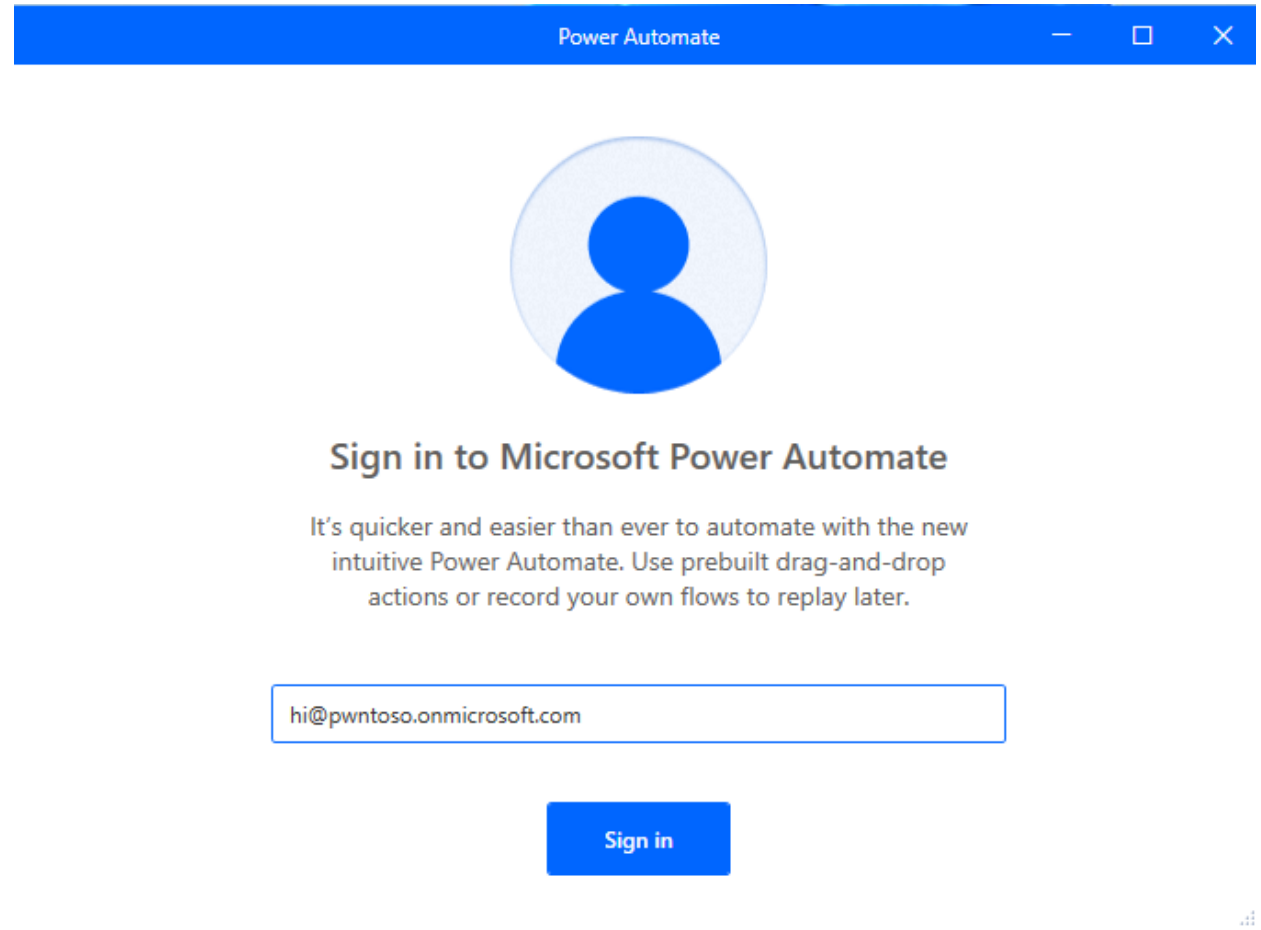 Power Automate
Sign in to Microsoft Power Automate
It’s quicker and easier than ever to automate with the new
intuitive Power Automate. Use prebuilt drag-and-drop
actions or record your own flows to replay later.
hi@pwntoso.onmicrosoft.com
Sign in